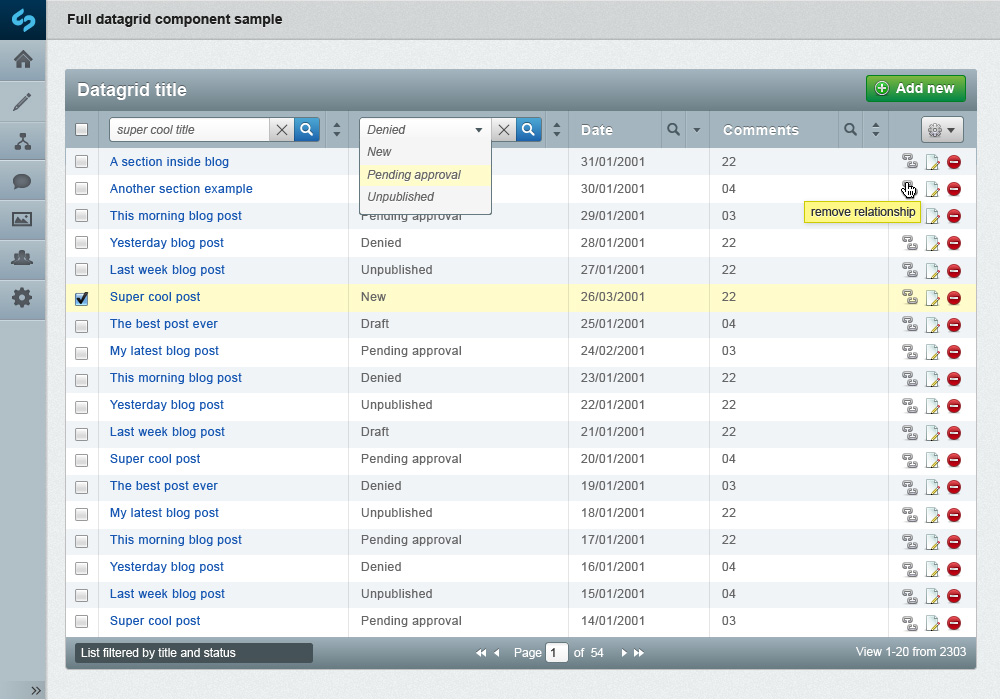 Full datagrid component sample
Datagrid title
Add new
super cool title Denied Date Comments
New
Pending approval
Unpublished
A section inside blog 31/01/2001 22
Another section example 30/01/2001 04
remove relationship
This morning blog post Pending approval 29/01/2001 03
Yesterday blog post Denied 28/01/2001 22
Last week blog post Unpublished 27/01/2001 22
Super cool post New 26/03/2001 22
The best post ever Draft 25/01/2001 04
My latest blog post Pending approval 24/02/2001 03
This morning blog post Denied 23/01/2001 22
Yesterday blog post Unpublished 22/01/2001 22
Last week blog post Draft 21/01/2001 22
Super cool post Pending approval 20/01/2001 04
The best post ever Denied 19/01/2001 03
My latest blog post Unpublished 18/01/2001 22
This morning blog post Pending approval 17/01/2001 22
Yesterday blog post Denied 16/01/2001 04
Last week blog post Unpublished 15/01/2001 04
Super cool post Pending approval 14/01/2001 03
List filtered by title and status Page 1 of 54 View 1-20 from 2303